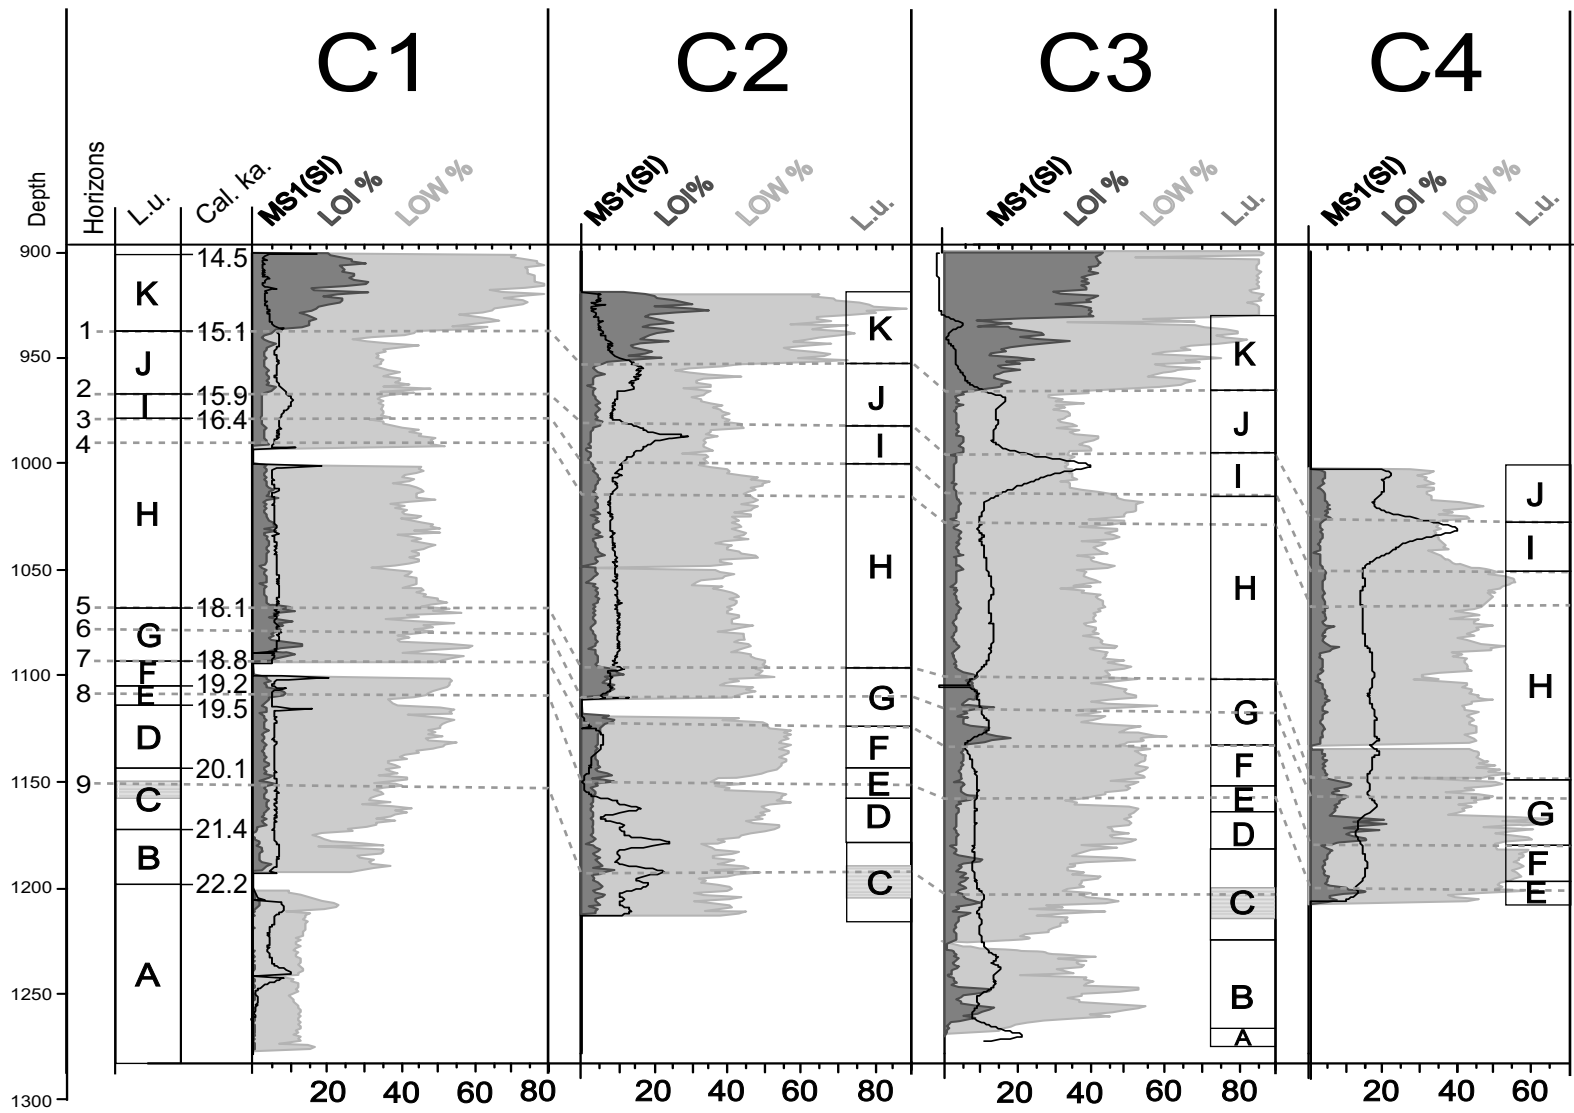 C1 C2 C3 C4
Depth Horizons L.u. Cal. ka. MS1(SI) LOI % LOW % MS1(SI) LOI% LOW % L.u. MS1(SI) LOI % LOW % L.u. MS1(SI) LOI % LOW % L.u.
900 14.5
K
1 15.1
K
K
950
J
2 15.9
I
3 16.4
4
J
J
I
I
1000
J
I
H
H
H
H
1050
5 18.1
6 G
7 18.8
F
1100
19.2
8 E
19.5
G
G
G
D
F
F
F
20.1
1150
9
C
E
E
E
D
D
21.4
B
C
C
22.2
1200
A
B
A
1250
1300
20 40 60 80 20 40 60 20 40 60 20 40 60